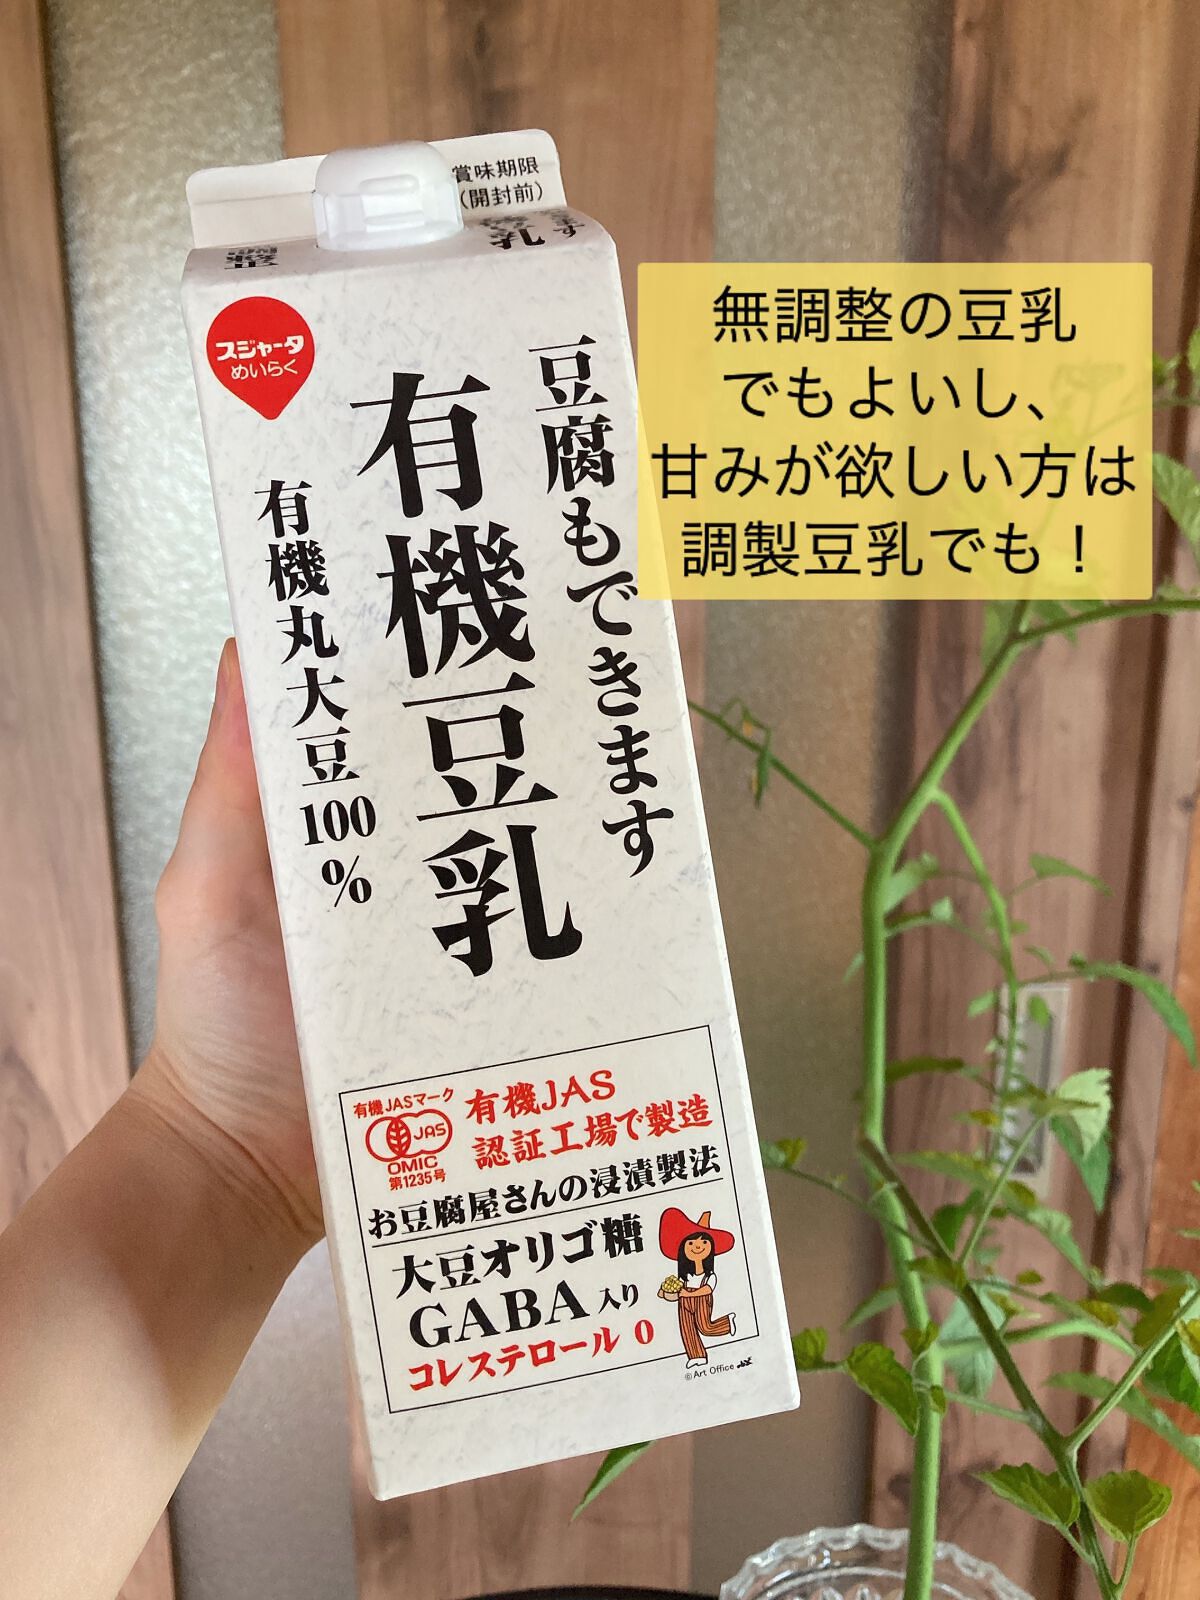 賞味期限
(開封前)
スジャータ
めいらく
豆腐もできます
有機豆乳
有機丸大豆100%
無調整の豆乳
でもよいし、
甘みが欲しい方は
調製豆乳でも！
有機JASマーク
JAS
OMIC
第1235号
有機JAS
認証工場で製造
お豆腐屋さんの浸漬製法
大豆オリゴ糖
GABA入り
コレステロール 0
©Art Office